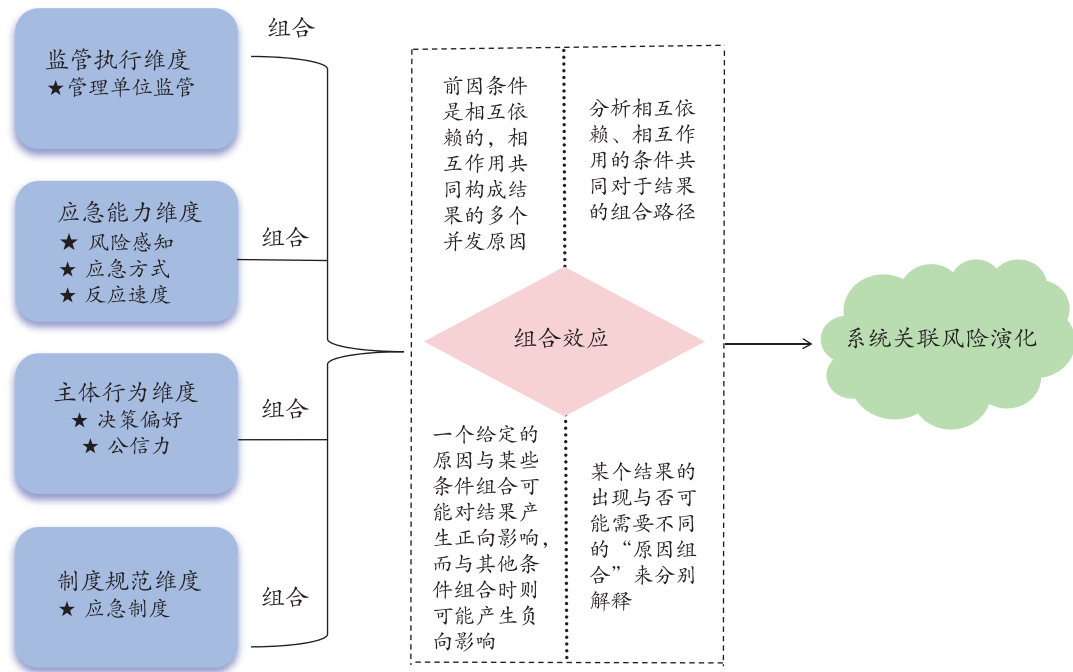 监管执行维度
★管理单位监管
组合
应急能力维度
★ 风险感知
★ 应急方式
★ 反应速度
组合
主体行为维度
★ 决策偏好
★ 公信力
组合
制度规范维度
★ 应急制度
组合
前因条件
是相互依
赖的，相
互作用共
同构成结
果的多个
并发原因
分析相互依
赖、相互作
用的条件共
同对于结果
的组合路径
组合效应
一个给定的
原因与某些
条件组合可
能对结果产
生正向影响，
而与其他条
件组合时则
可能产生负
向影响
某个结果的
出现与否可
能需要不同
的“原因组
合”来分别
解释
系统关联风险演化